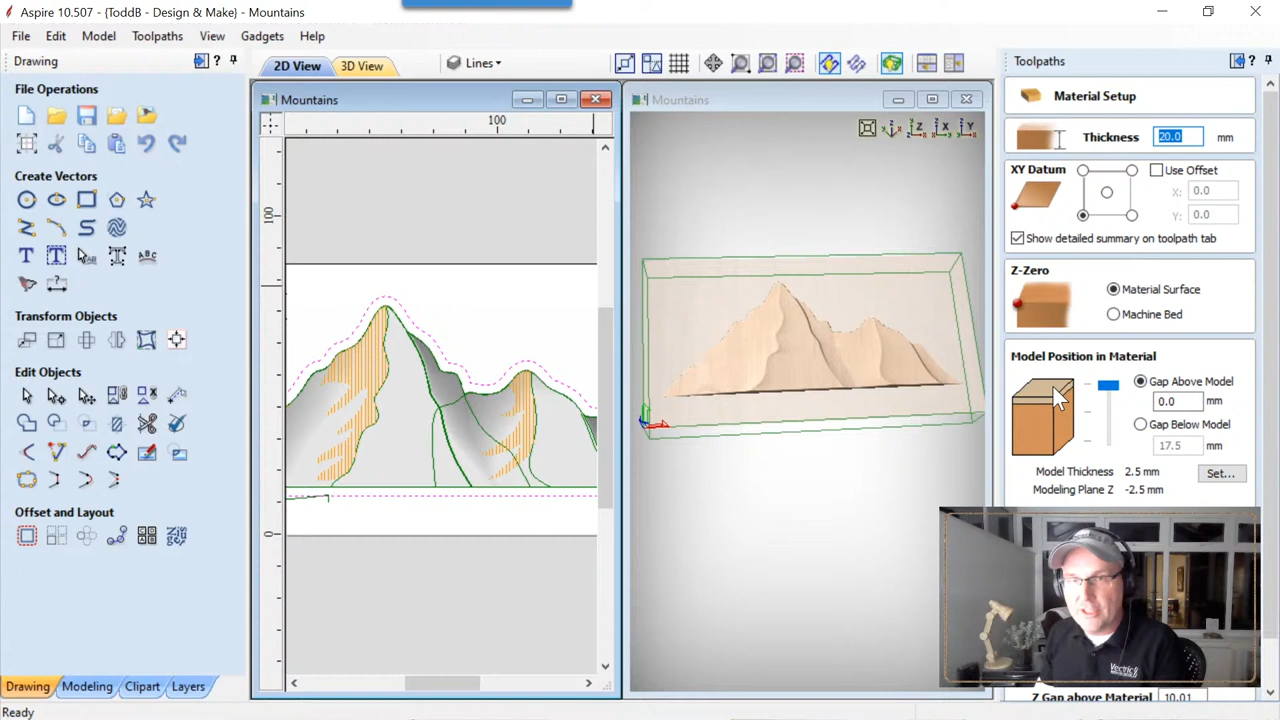 Aspire 10.507 - {ToddB - Design & Make} - Mountains
File Edit Model Toolpaths View Gadgets Help
Drawing
?
2D View
3D View
Lines
Toolpaths
?
File Operations
Create Vectors
Transform Objects
Edit Objects
Offset and Layout
Drawing
Modeling
Clipart
Layers
Ready
Mountains
100
100
0
Mountains
Z
X
Y
Material Setup
Thickness 20.0 mm
XY Datum
Use Offset
X: 0.0
Y: 0.0
Show detailed summary on toolpath tab
Z-Zero
Material Surface
Machine Bed
Model Position in Material
Gap Above Model
0.0 mm
Gap Below Model
17.5 mm
Model Thickness 2.5 mm
Modeling Plane Z -2.5 mm
Set...
Vectric
Z Gap above Material 10.01